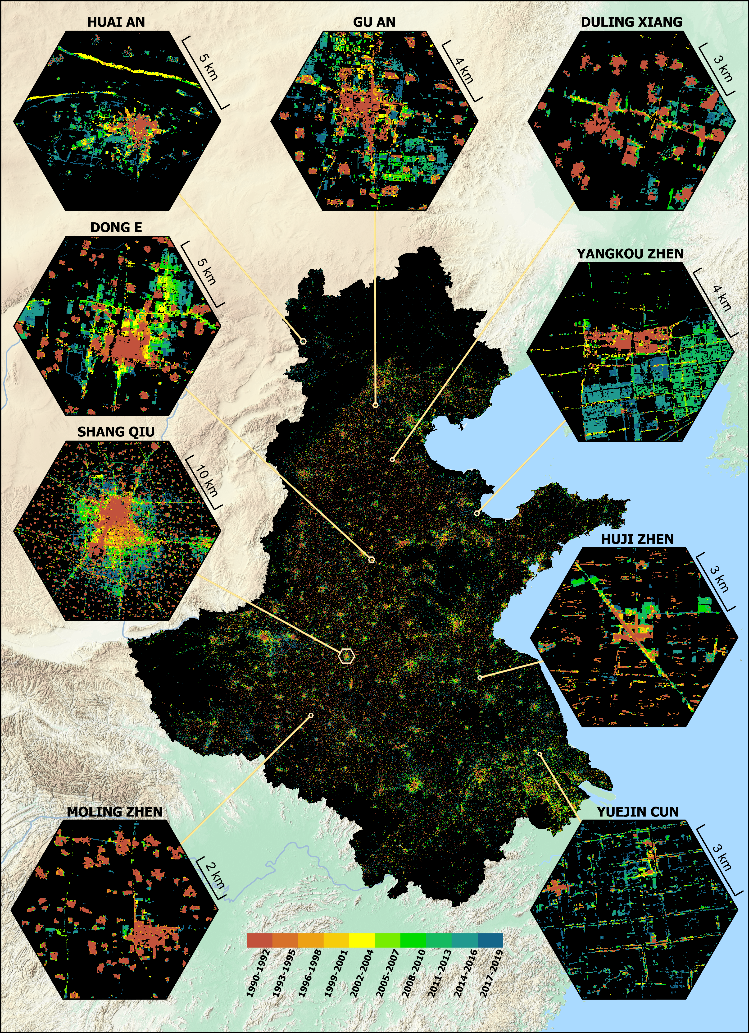 HUAI AN
5 km
GU AN
4 km
DULING XIANG
3 km
DONG E
5 km
YANGKOU ZHEN
4 km
SHANG QIU
10 km
HUJI ZHEN
3 km
MOLING ZHEN
2 km
YUEJIN CUN
3 km
1990-1992
1993-1995
1996-1998
1999-2001
2002-2004
2005-2007
2008-2010
2011-2013
2014-2016
2017-2019